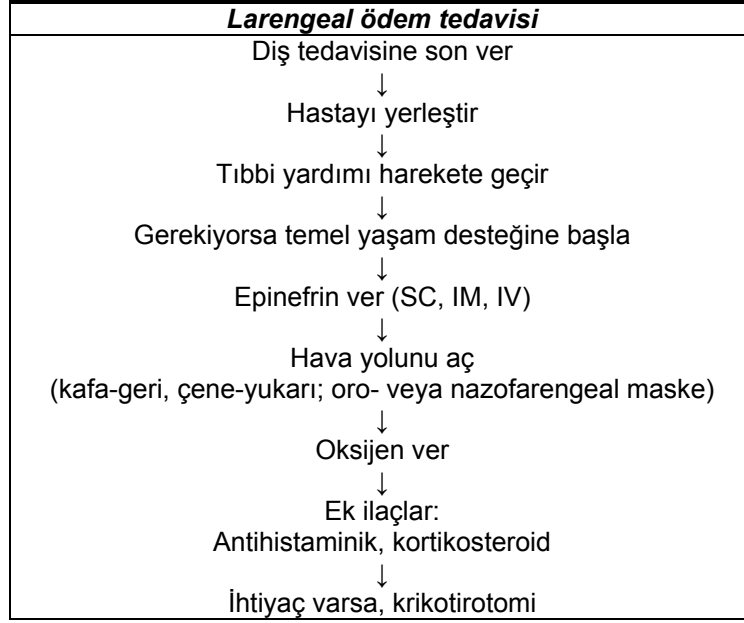 Larengeal ödem tedavisi
Diş tedavisine son ver
↓
Hastayı yerleştir
↓
Tıbbi yardımı harekete geçir
↓
Gerekiyorsa temel yaşam desteğine başla
↓
Epinefrin ver (SC, IM, IV)
↓
Hava yolunu aç
(kafa-geri, çene-yukarı; oro- veya nazofarengeal maske)
↓
Oksijen ver
↓
Ek ilaçlar:
Antihistaminik, kortikosteroid
↓
İhtiyaç varsa, krikotirotomi